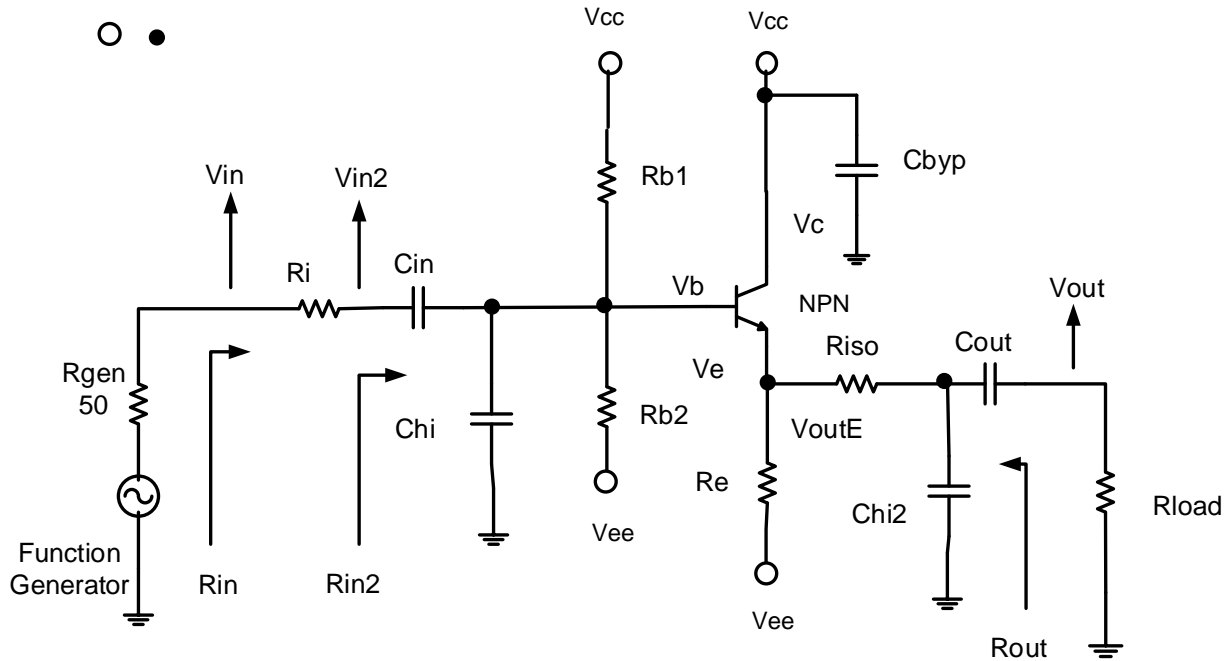 Vcc
Vcc
Cbyp
Rb1
Vin
Vin2
Vc
Ri
Cin
Vb
NPN
Vout
Riso
Cout
Rgen
50
Ve
Chi
Rb2
VoutE
Re
Chi2
Rload
Vee
Function
Generator
Rin
Rin2
Vee
Rout